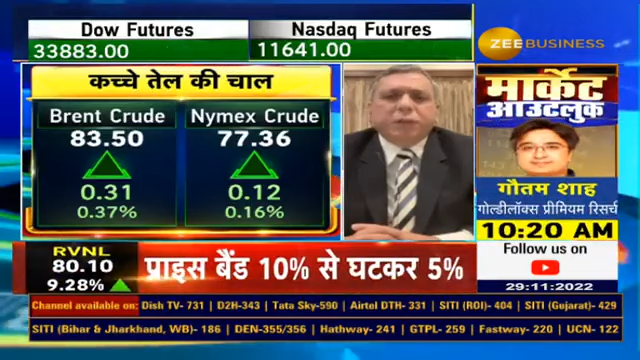 Dow Futures
33883.00
Nasdaq Futures
11641.00
ZEE BUSINESS
कच्चे तेल की चाल
Brent Crude
83.50
0.31
0.37%
Nymex Crude
77.36
0.12
0.16%
मार्केट
आउटलुक
गौतम शाह
गोल्डीलॉक्स प्रीमियम रिसर्च
10:20 AM
Follow us on
29:11:2022
RVNL
80.10
9.28%
प्राइस बैंड 10% से घटकर 5%
Channel available on: Dish TV- 731 | D2H-343 | Tata Sky-590 | Airtel DTH- 331 | SITI (ROI)- 404 | SITI (Gujarat)- 429
SITI (Bihar & Jharkhand, WB)- 186 | DEN-355/356 | Hathway- 241 | GTPL- 259 | Fastway- 220 | UCN- 122